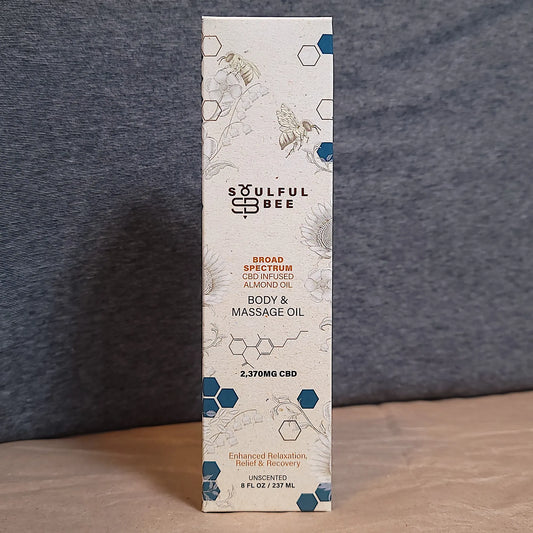 SOULFUL
BEE
BROAD
SPECTRUM
CBD INFUSED
ALMOND OIL
BODY &
MASSAGE OIL
2,370MG CBD
Enhanced Relaxation,
Relief & Recovery
UNSCENTED
8 FL OZ / 237 ML